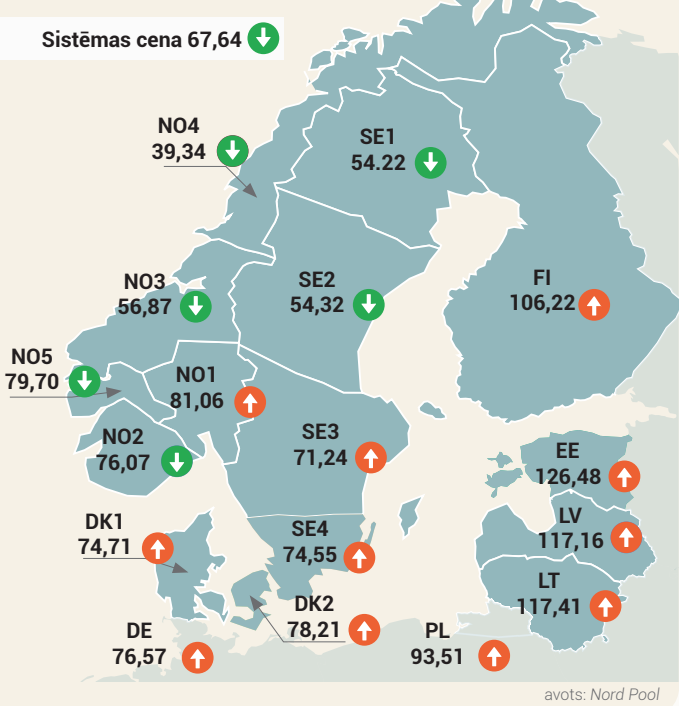 Sistēmas cena 67,64
NO4
39,34
SE1
54.22
NO3
56,87
SE2
54,32
FI
106,22
NO5
79,70
NO1
81,06
NO2
76,07
SE3
71,24
EE
126,48
DK1
74,71
SE4
74,55
LV
117,16
LT
117,41
DK2
78,21
DE
76,57
PL
93,51
avots: Nord Pool